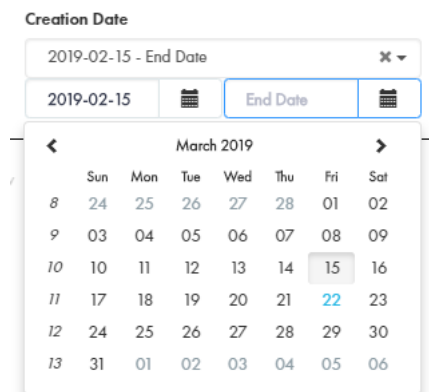 Creation Date
2019-02-15 - End Date
2019-02-15 End Date
March 2019
Sun Mon Tue Wed Thu Fri Sat
8 24 25 26 27 28 01 02
9 03 04 05 06 07 08 09
10 10 11 12 13 14 15 16
11 17 18 19 20 21 22 23
12 24 25 26 27 28 29 30
13 31 01 02 03 04 05 06